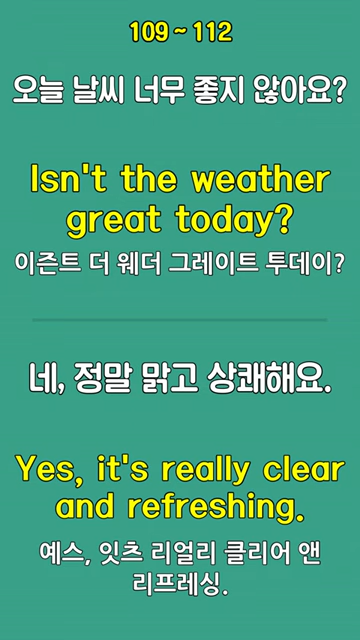 109 ~ 112
오늘 날씨 너무 좋지 않아요?
Isn't the weather
great today?
이즌트 더 웨더 그레이트 투데이?
네, 정말 맑고 상쾌해요.
Yes, it's really clear
and refreshing.
예스, 잇츠 리얼리 클리어 앤
리프레싱.